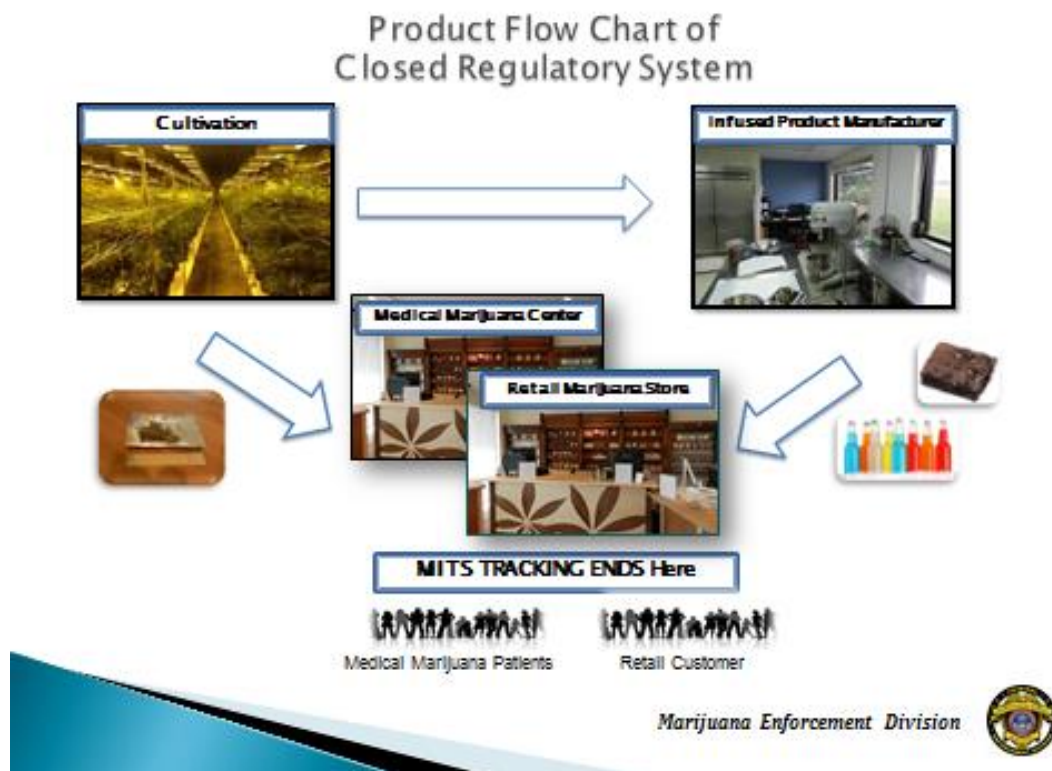 Product Flow Chart of
Closed Regulatory System
Cultivation
Infused Product Manufacturer
Medical Marijuana Center
Retail Marijuana Store
MITS TRACKING ENDS Here
Medical Marijuana Patients
Retail Customer
Marijuana Enforcement Division